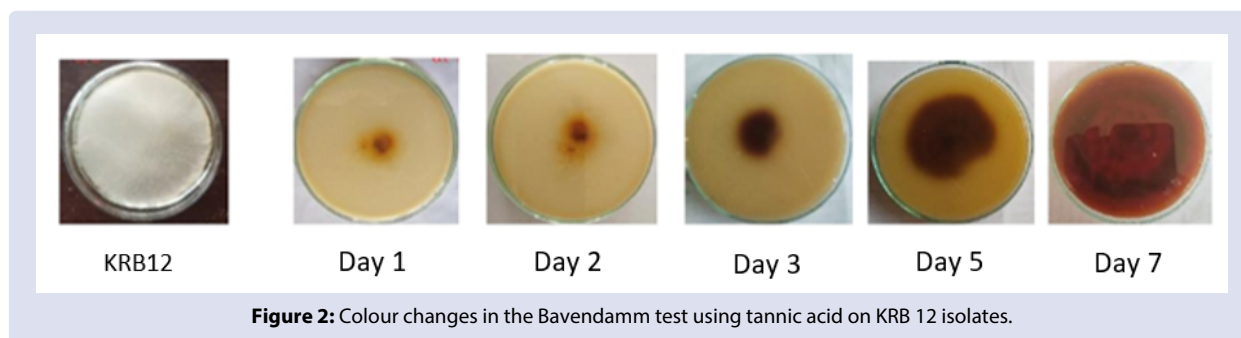 KRB12
Day 1
Day 2
Day 3
Day 5
Day 7
Figure 2: Colour changes in the Bavendamm test using tannic acid on KRB 12 isolates.